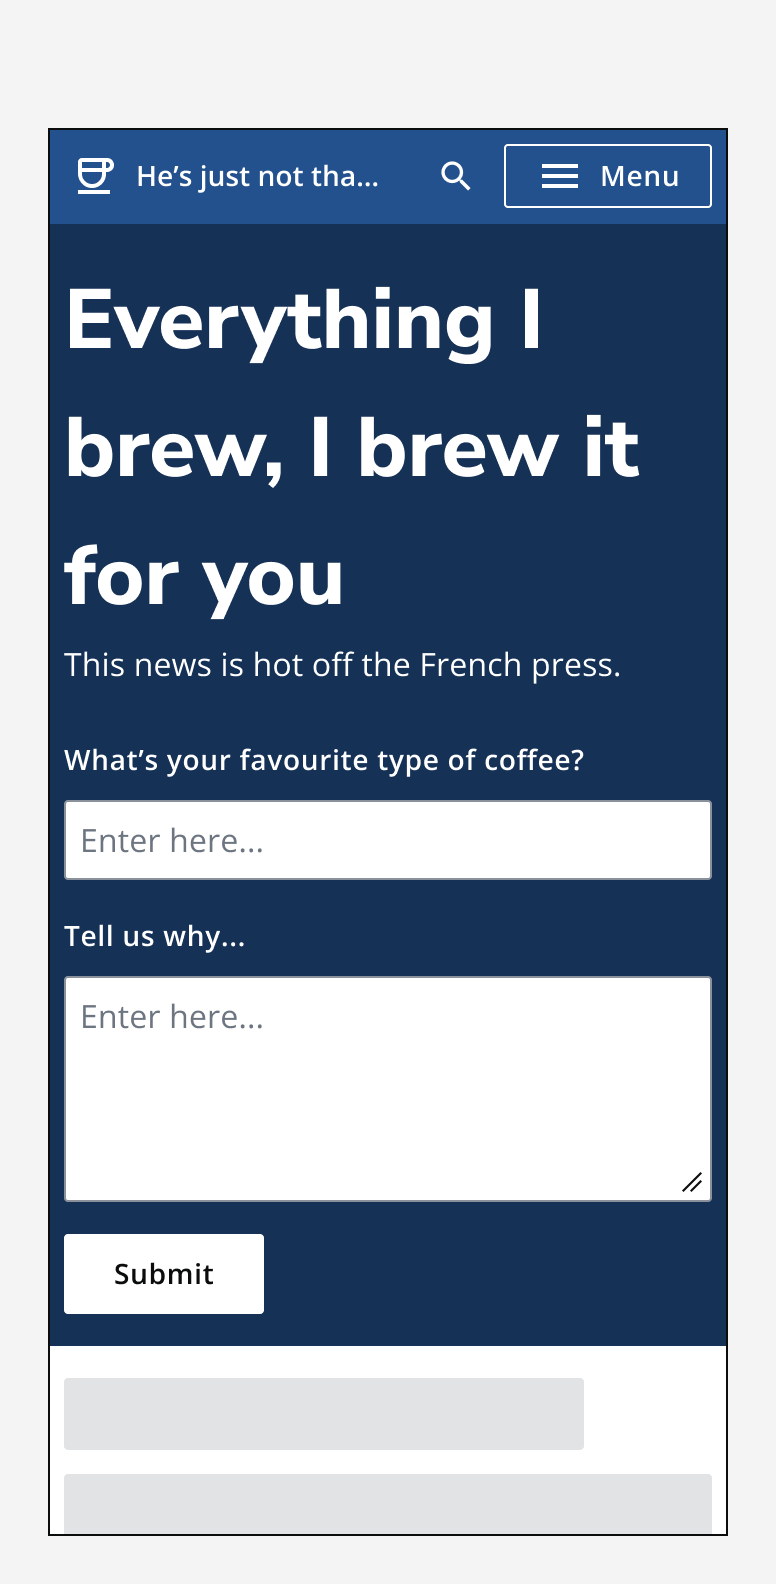 He’s just not tha...
Menu
Everything I
brew, I brew it
for you
This news is hot off the French press.
What’s your favourite type of coffee?
Enter here...
Tell us why...
Enter here...
Submit